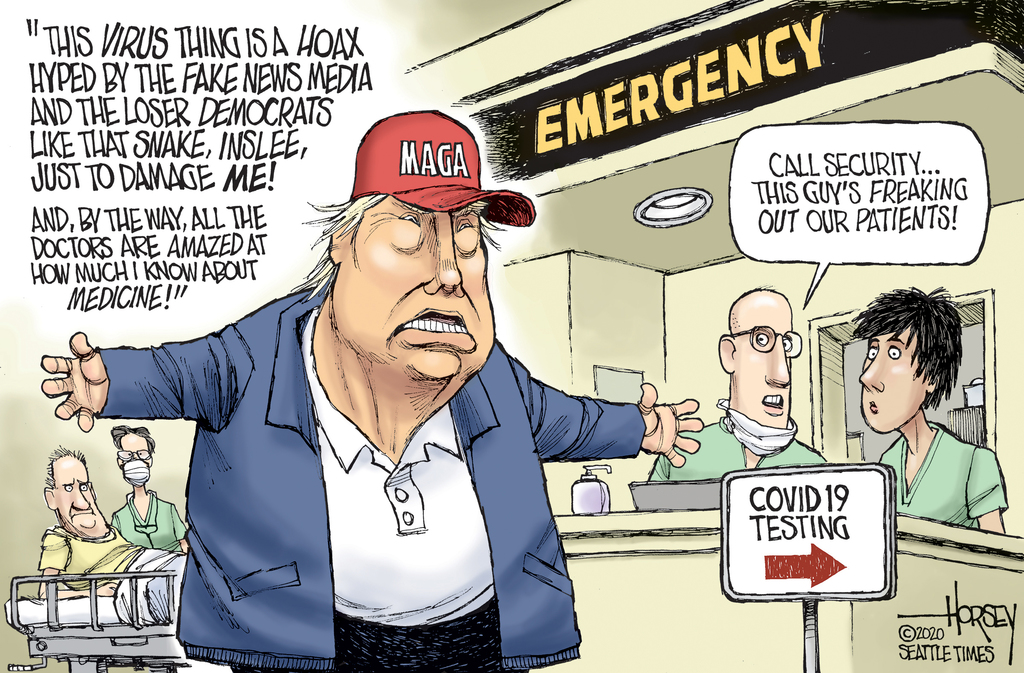 "THIS VIRUS THING IS A HOAX
HYPED BY THE FAKE NEWS MEDIA
AND THE LOSER DEMOCRATS
LIKE THAT SNAKE, INSLEE,
JUST TO DAMAGE ME!
AND, BY THE WAY, ALL THE
DOCTORS ARE AMAZED AT
HOW MUCH I KNOW ABOUT
MEDICINE!"
MAGA
EMERGENCY
CALL SECURITY...
THIS GUY'S FREAKING
OUT OUR PATIENTS!
COVID 19
TESTING
HORSEY
©2020
SEATTLE TIMES